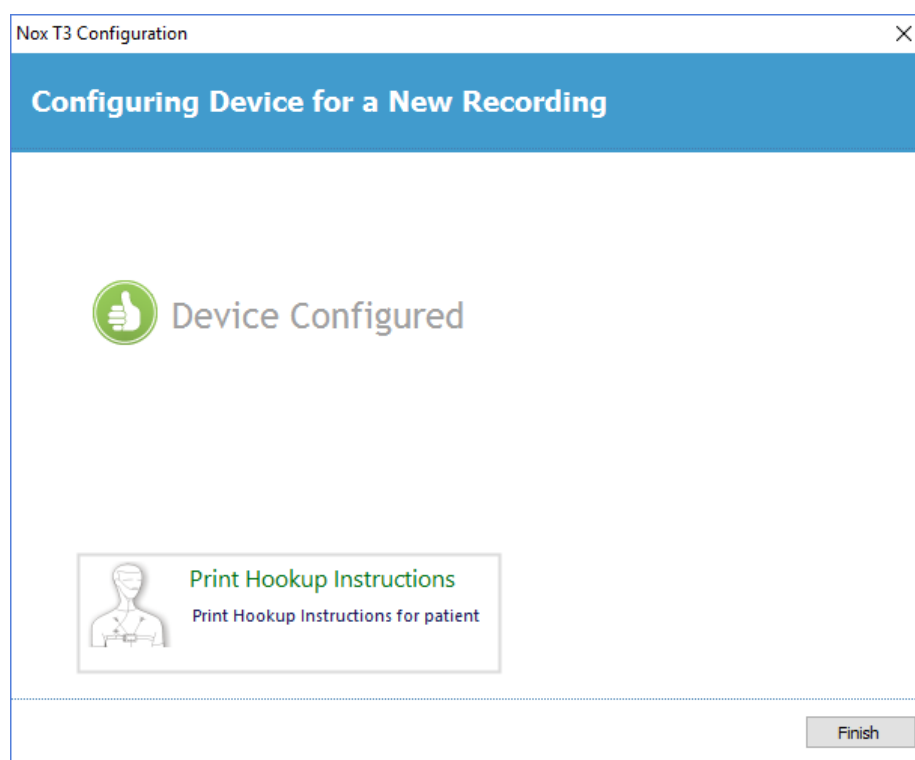 Nox T3 Configuration
Configuring Device for a New Recording
Device Configured
Print Hookup Instructions
Print Hookup Instructions for patient
Finish